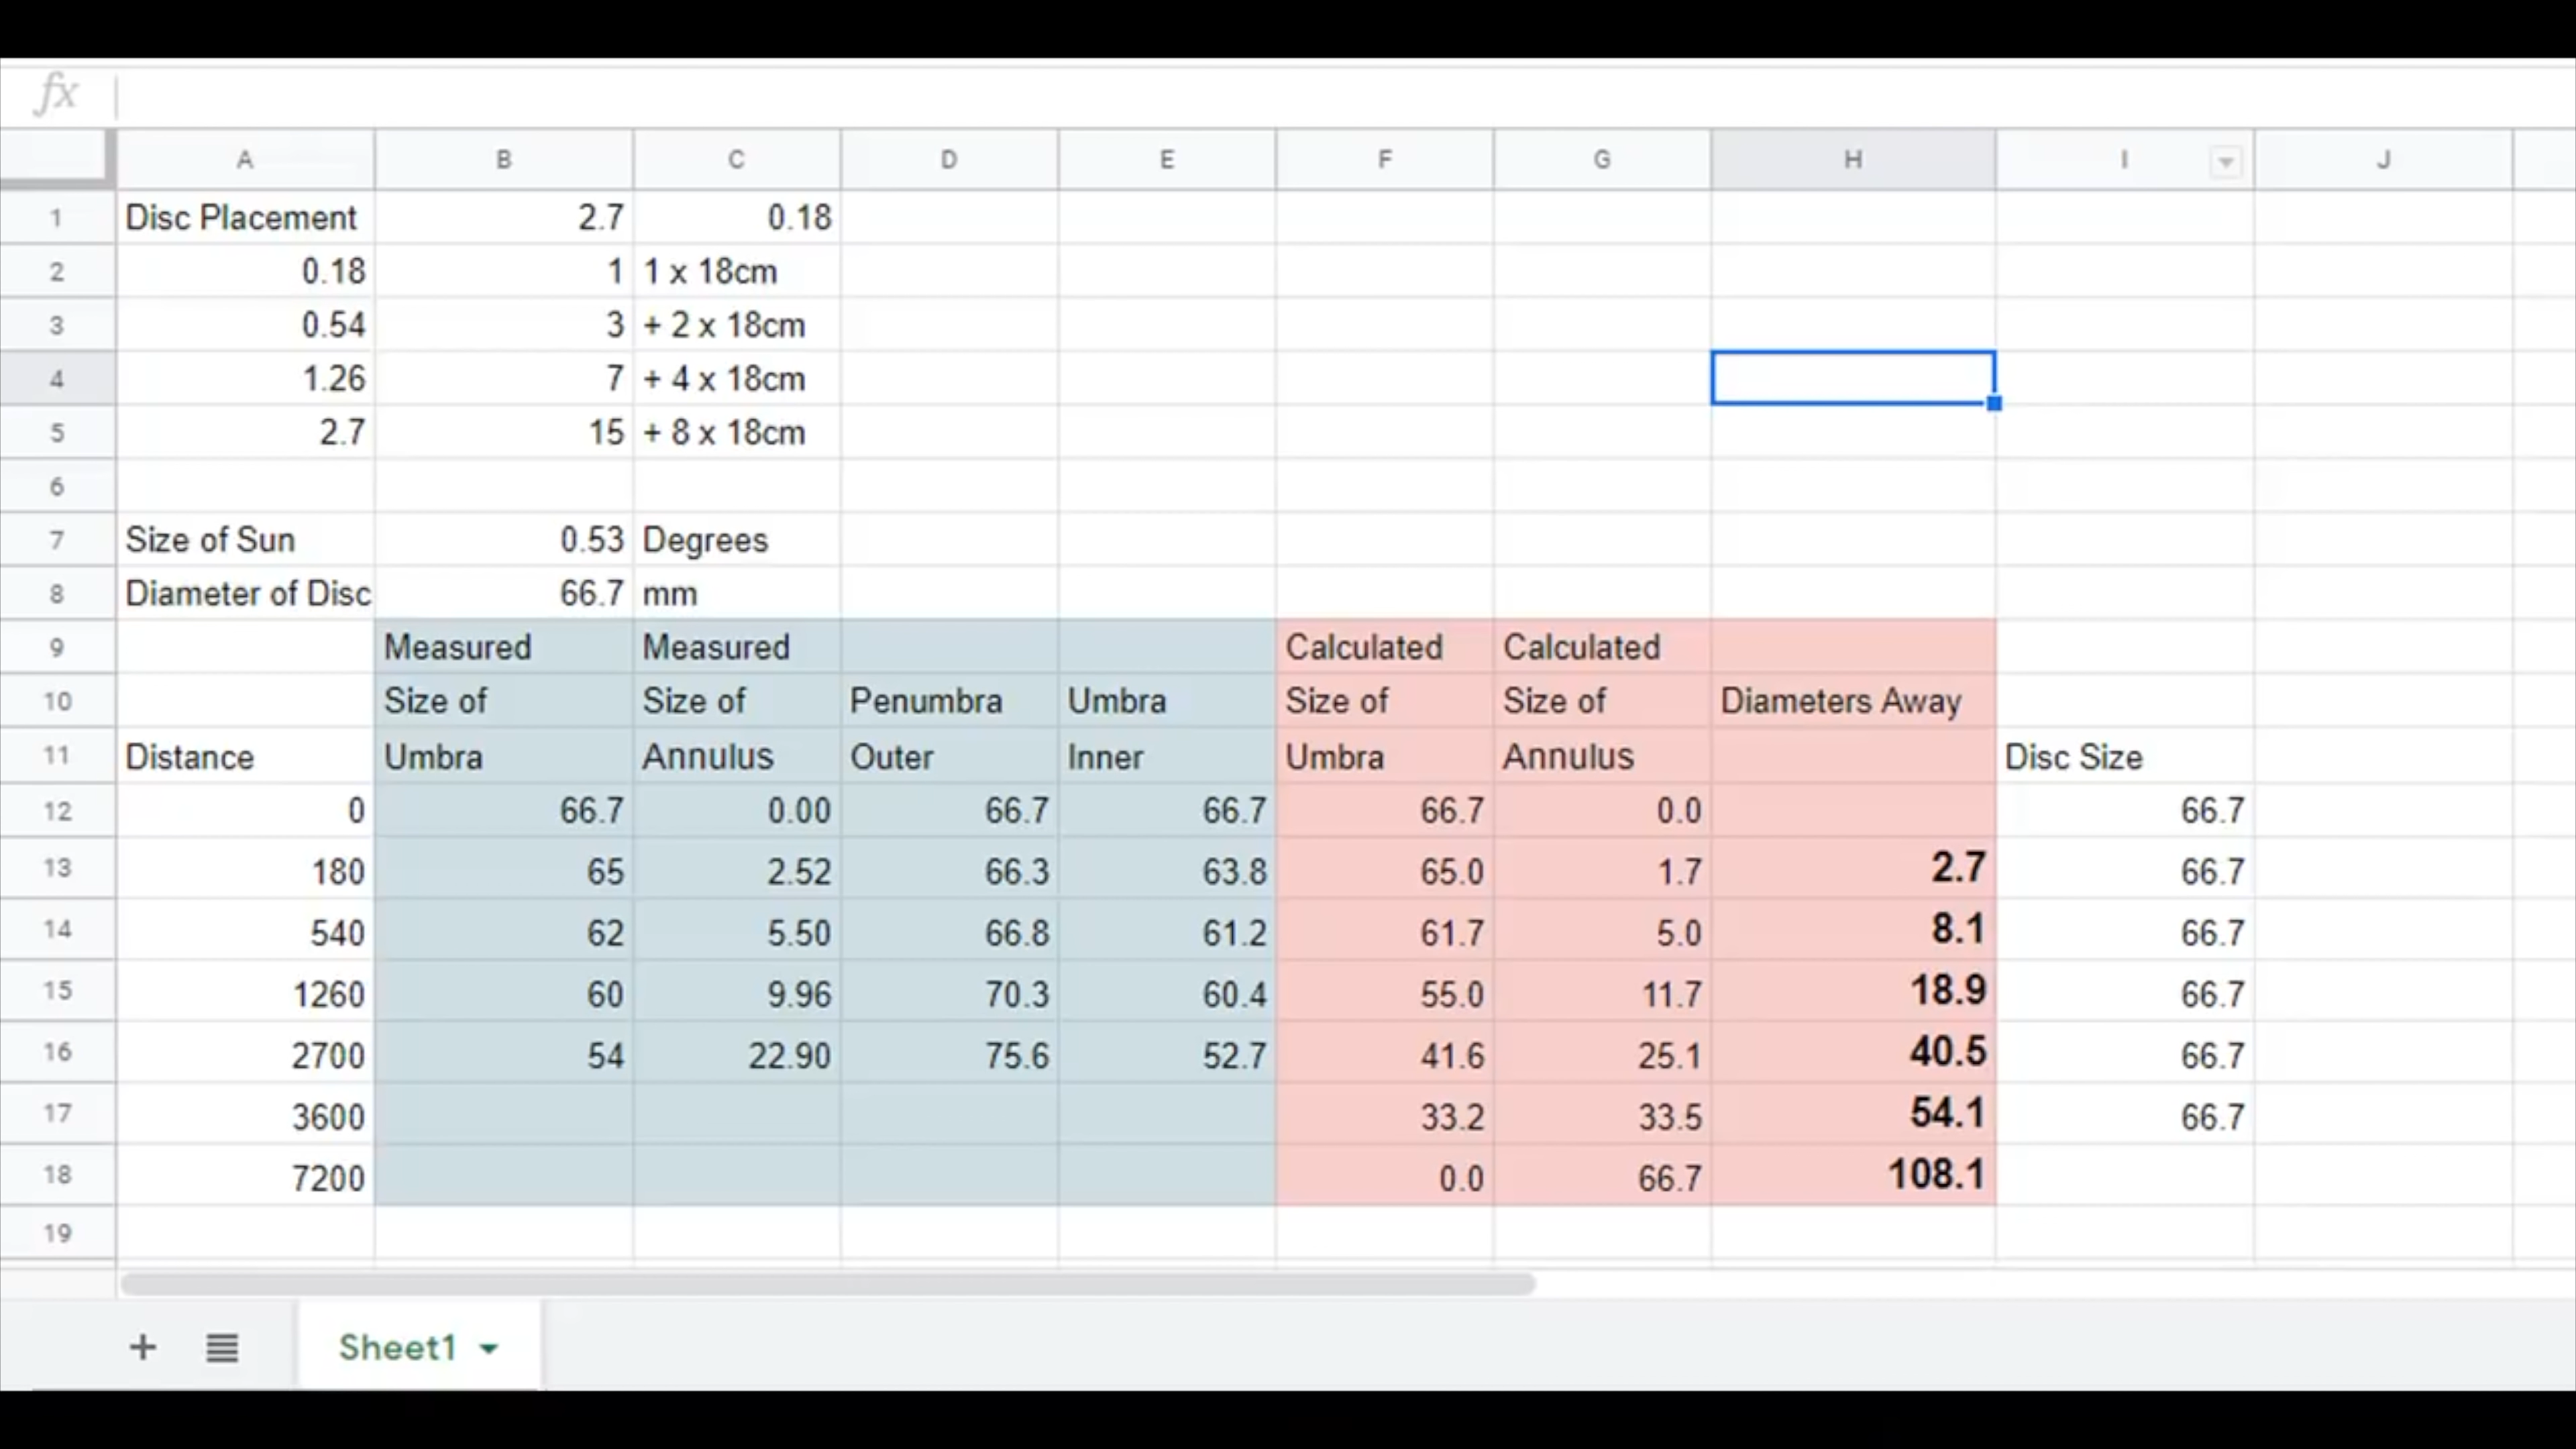 fx
A B C D E F G H I J
1 Disc Placement 2.7 0.18
2 0.18 1 1 x 18cm
3 0.54 3 + 2 x 18cm
4 1.26 7 + 4 x 18cm
5 2.7 15 + 8 x 18cm
6
7 Size of Sun 0.53 Degrees
8 Diameter of Disc 66.7 mm
9 Measured Measured Calculated Calculated
10 Size of Size of Penumbra Umbra Size of Size of Diameters Away
11 Distance Umbra Annulus Outer Inner Umbra Annulus Disc Size
12 0 66.7 0.00 66.7 66.7 66.7 0.0 66.7
13 180 65 2.52 66.3 63.8 65.0 1.7 2.7 66.7
14 540 62 5.50 66.8 61.2 61.7 5.0 8.1 66.7
15 1260 60 9.96 70.3 60.4 55.0 11.7 18.9 66.7
16 2700 54 22.90 75.6 52.7 41.6 25.1 40.5 66.7
17 3600 33.2 33.5 54.1 66.7
18 7200 0.0 66.7 108.1
19
+ Sheet1